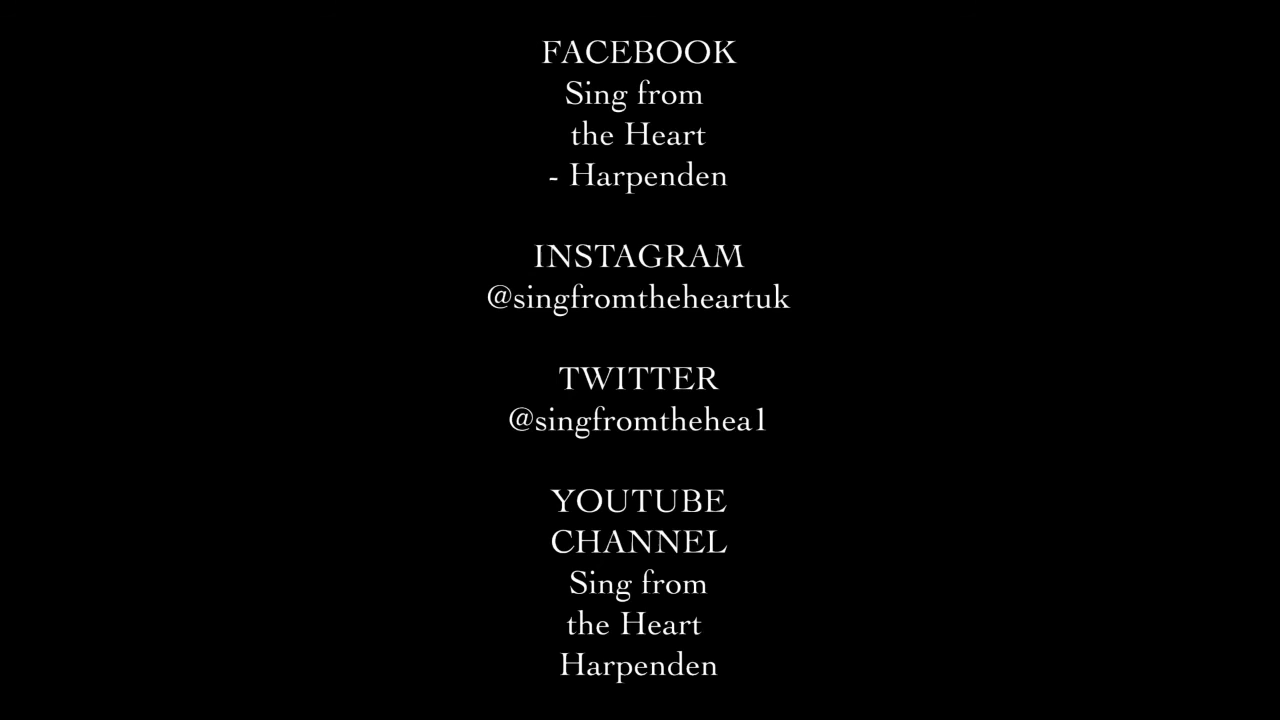 FACEBOOK
Sing from
the Heart
- Harpenden
INSTAGRAM
@singfromtheheartuk
TWITTER
@singfromthehea1
YOUTUBE
CHANNEL
Sing from
the Heart
Harpenden